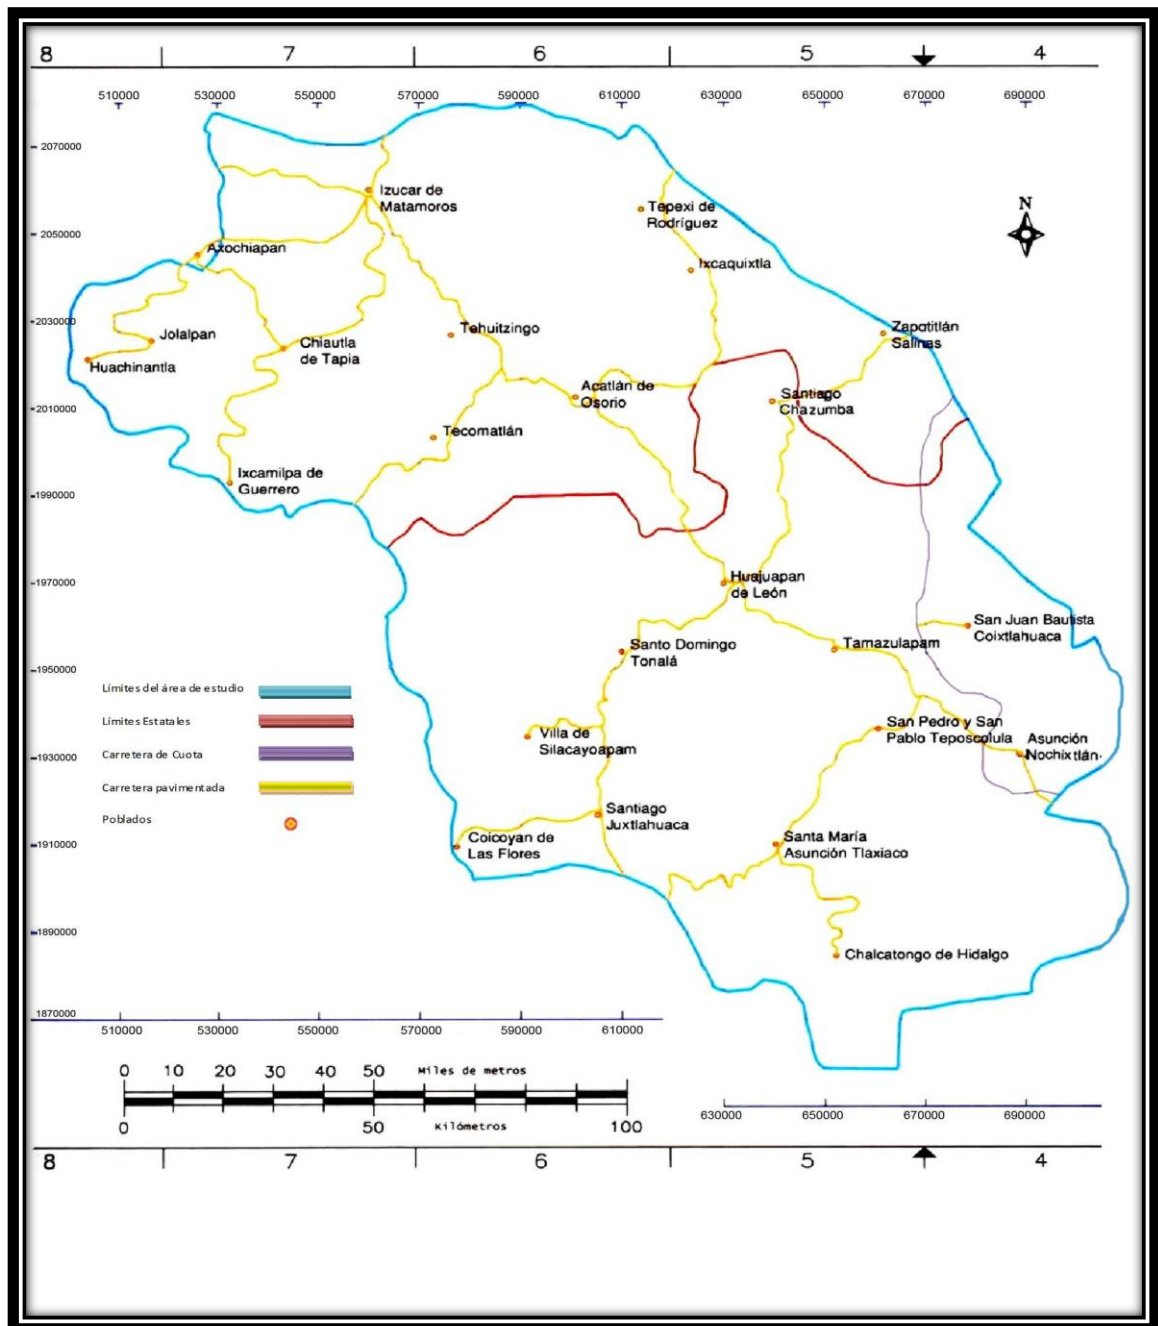 8 7 6 5 4
510000 530000 550000 570000 590000 610000 630000 650000 670000 690000
2070000
Izucar de
Matamoros
Tepexi de
Rodríguez
N
2050000
Axochiapan
Ixcaquixtla
2030000
Jolalpan
Huachinantla
Chiautla
de Tapia
Tehuitzingo
Zapotitlán
Salinas
2010000
Acatlán de
Osorio
Santiago
Chazumba
Tecomatlán
Ixcamilpa de
Guerrero
1990000
1970000
Huajuapan
de León
San Juan Bautista
Coixtlahuaca
Santo Domingo
Tonalá
Tamazulapam
1950000
Límites del área de estudio
Límites Estatales
Carretera de Cuota
Carretera pavimentada
Poblados
Villa de
Silacayoapam
San Pedro y San
Pablo Teposcolula
Asunción
Nochixtlán
1930000
Santiago
Juxtlahuaca
Coicoyan de
Las Flores
Santa María
Asunción Tlaxiaco
1910000
1890000
Chalcatongo de Hidalgo
1870000
510000 530000 550000 570000 590000 610000
0 10 20 30 40 50 Miles de metros
0 50 Kilómetros 100
630000 650000 670000 690000
8 7 6 5 4